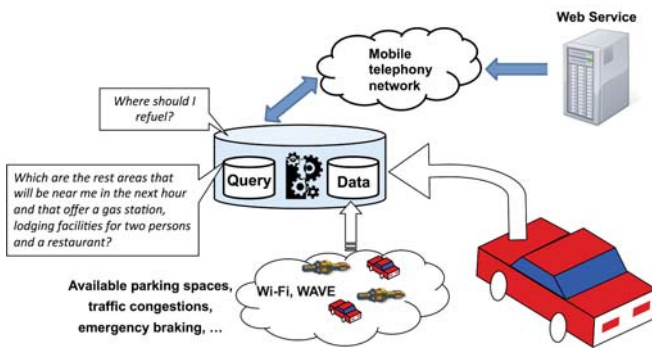 Web Service
Mobile
telephony
network
Where should I
refuel?
Query
Data
Which are the rest areas that
will be near me in the next hour
and that offer a gas station,
lodging facilities for two persons
and a restaurant?
Wi-Fi, WAVE
Available parking spaces,
traffic congestions,
emergency braking, ...